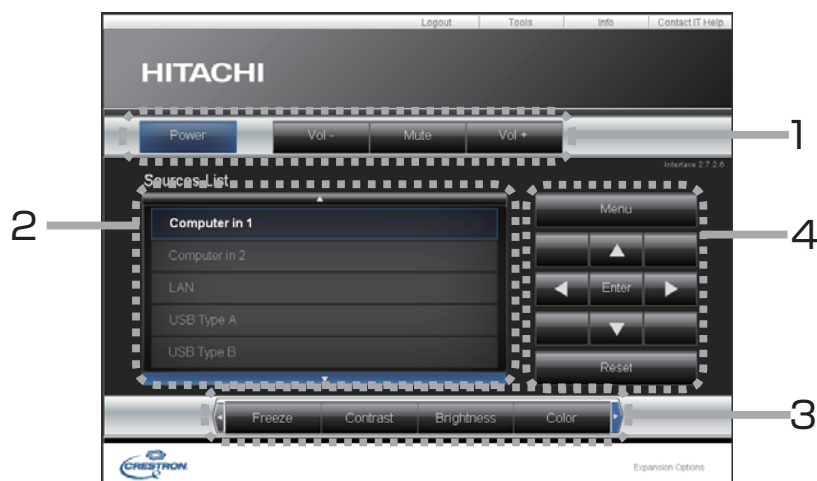 Logout Tools Info Contact IT Help
HITACHI
Power Vol - Mute Vol +
1
Interface 2.7.2.6
Sources List
2
Computer in 1
Computer in 2
LAN
USB Type A
USB Type B
Menu
4
Enter
Reset
Freeze Contrast Brightness Color
3
CRESTRON
Expansion Options